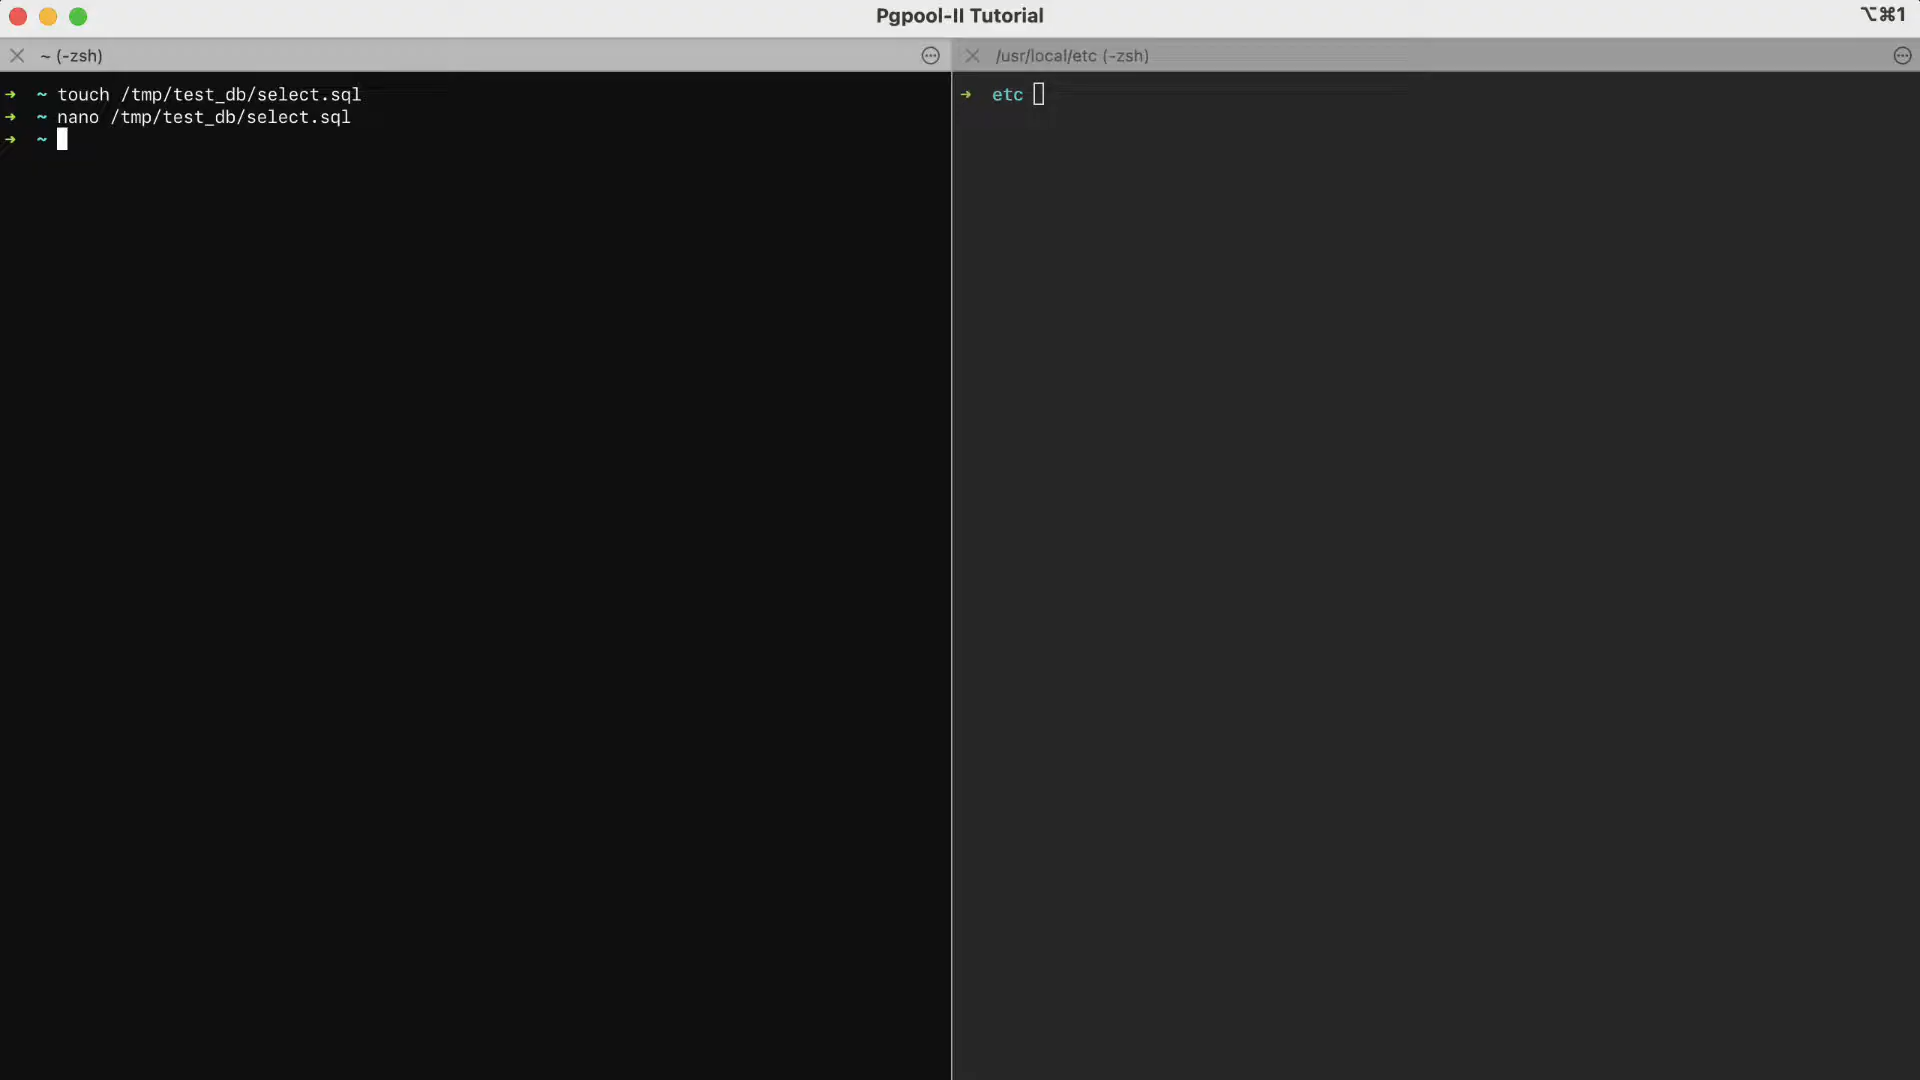 Pgpool-II Tutorial
⌥⌘1
~ (-zsh)
/usr/local/etc (-zsh)
➜ ~ touch /tmp/test_db/select.sql
➜ ~ nano /tmp/test_db/select.sql
➜ ~
➜ etc